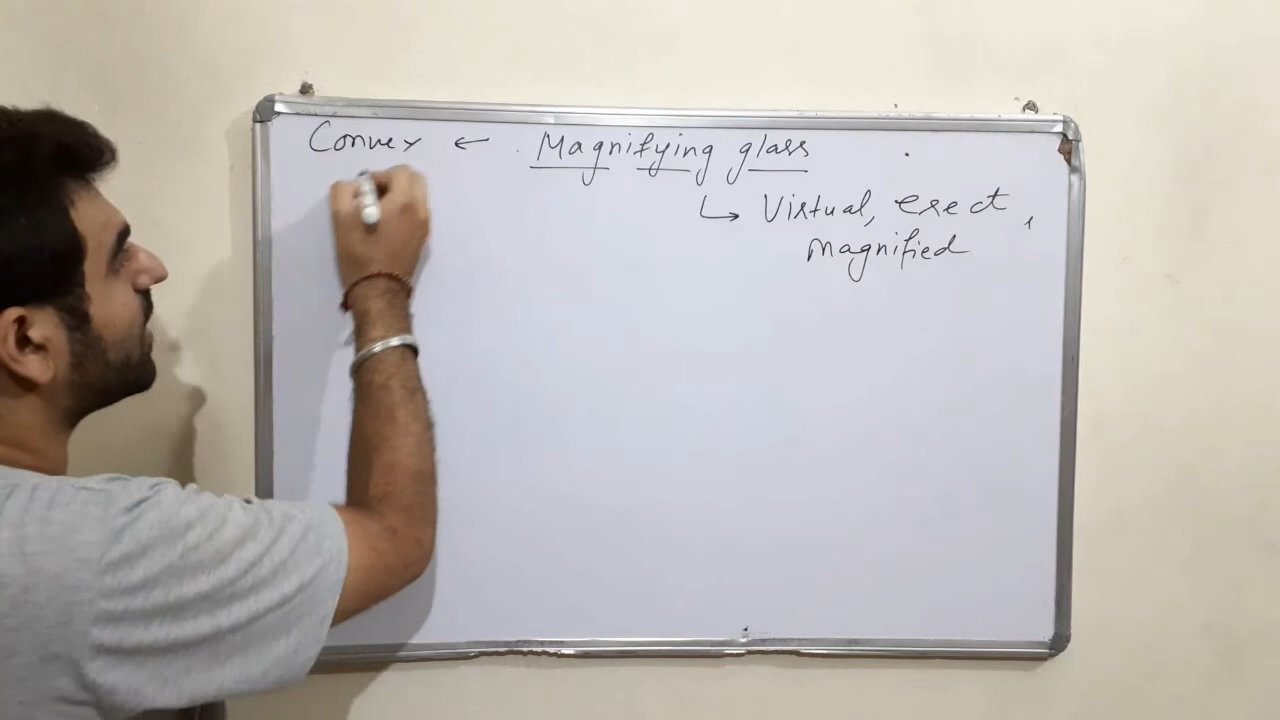 Convex ← Magnifying glass
↳ Virtual, erect,
magnified